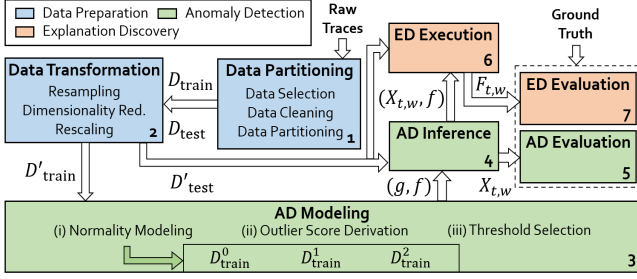 Data Preparation
Anomaly Detection
Explanation Discovery
Raw
Traces
Ground
Truth
Data Transformation
Resampling
Dimensionality Red.
Rescaling
2
D_train
D_test
Data Partitioning
Data Selection
Data Cleaning
Data Partitioning
1
ED Execution
6
(X_{t,w}, f)
F_{t,w}
ED Evaluation
7
AD Inference
4
AD Evaluation
5
D'_train
D'_test
(g, f)
X_{t,w}
AD Modeling
(i) Normality Modeling
(ii) Outlier Score Derivation
(iii) Threshold Selection
3
D^0_train
D^1_train
D^2_train